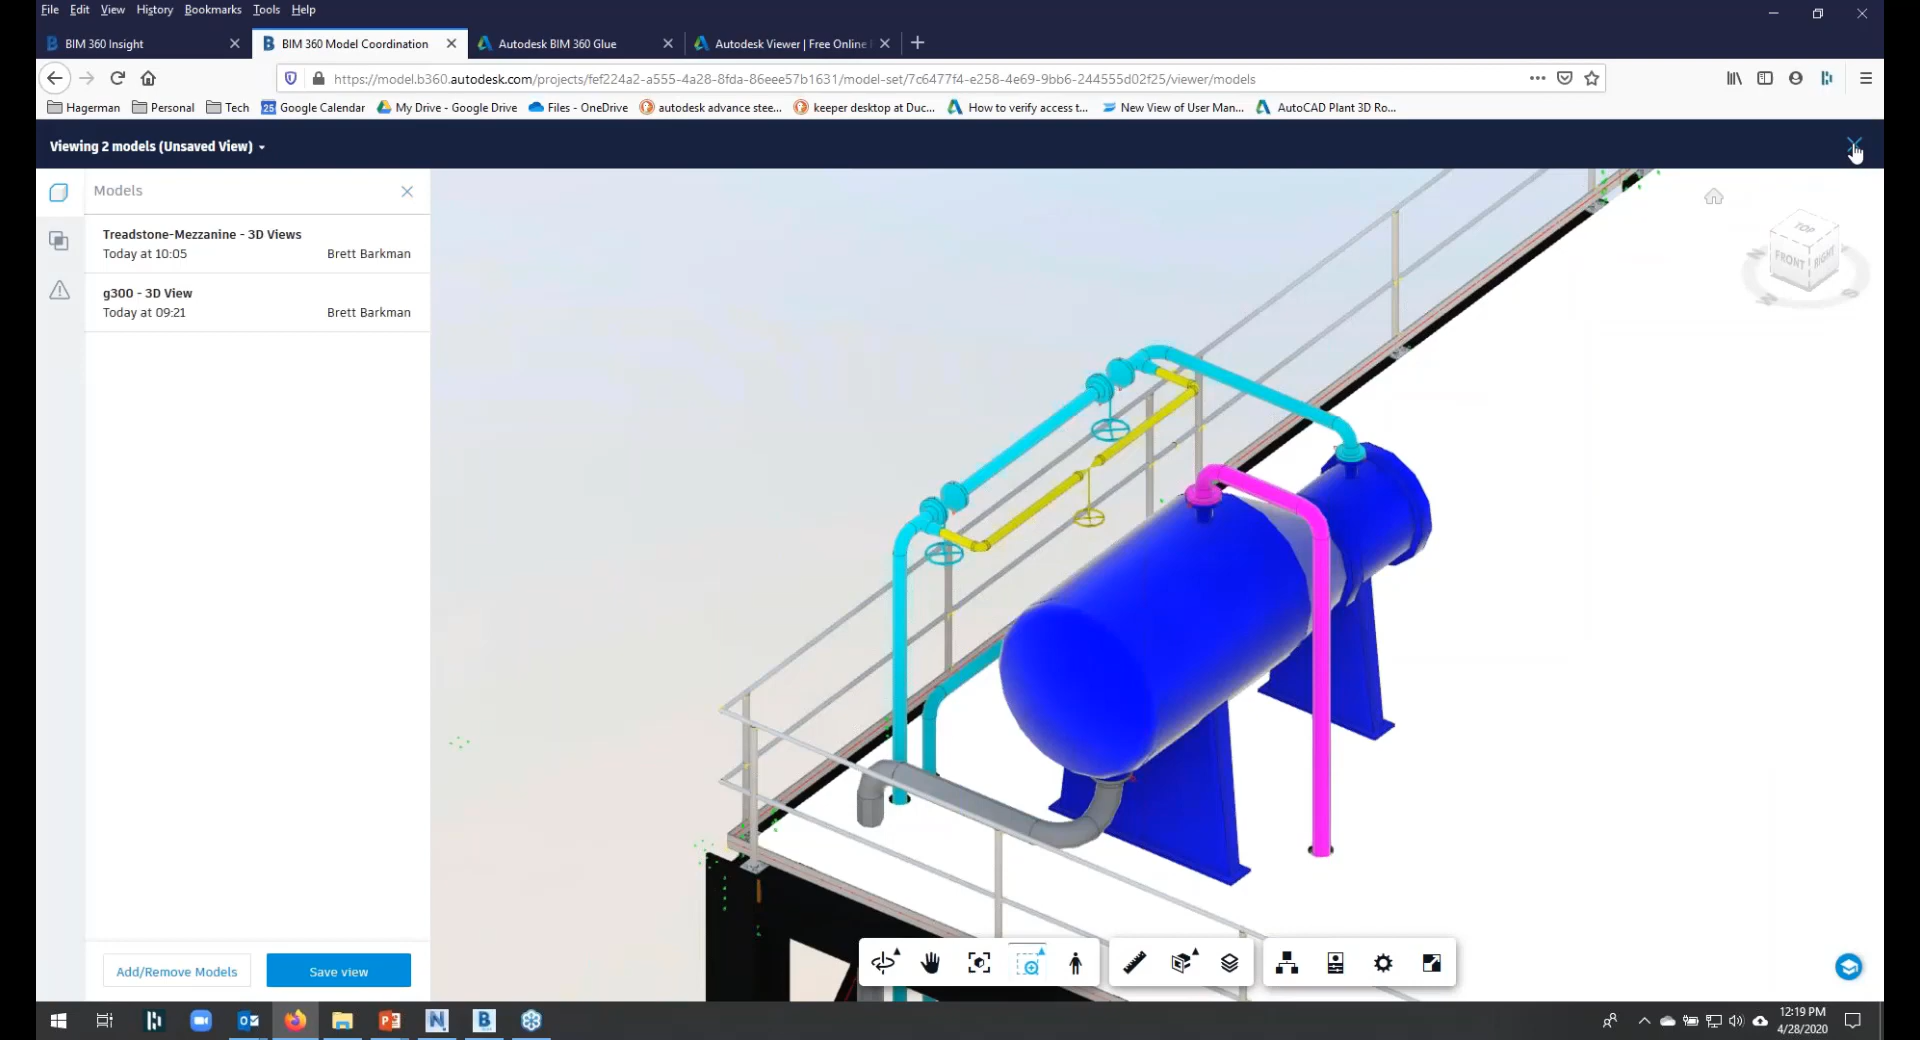 File Edit View History Bookmarks Tools Help
BIM 360 Insight BIM 360 Model Coordination Autodesk BIM 360 Glue Autodesk Viewer | Free Online
https://model.b360.autodesk.com/projects/fef224a2-a555-4a28-8fda-86eee57b1631/model-set/7c6477f4-e258-4e69-9bb6-244555d02f25/viewer/models
Hagerman Personal Tech 25 Google Calendar My Drive - Google Drive Files - OneDrive autodesk advance stee... keeper desktop at Duc... How to verify access t... New View of User Man... AutoCAD Plant 3D Ro...
Viewing 2 models (Unsaved View)
Models
Treadstone-Mezzanine - 3D Views
Today at 10:05 Brett Barkman
g300 - 3D View
Today at 09:21 Brett Barkman
TOP
FRONT RIGHT
Add/Remove Models Save view
12:19 PM
4/28/2020